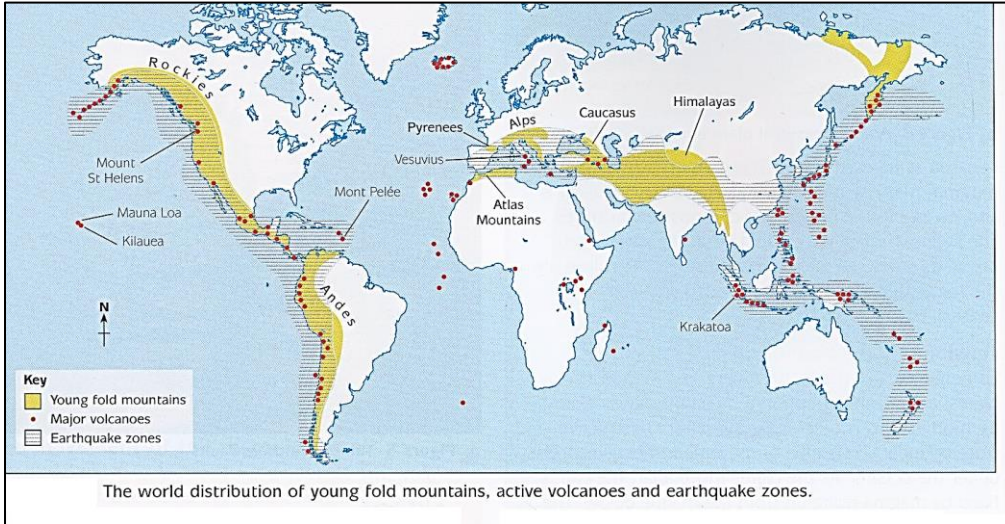 Rockies
Alps
Caucasus
Himalayas
Pyrenees
Vesuvius
Mount
St Helens
Mont Pelée
Atlas
Mountains
Mauna Loa
Kilauea
Andes
N
Krakatoa
Key
Young fold mountains
Major volcanoes
Earthquake zones
The world distribution of young fold mountains, active volcanoes and earthquake zones.